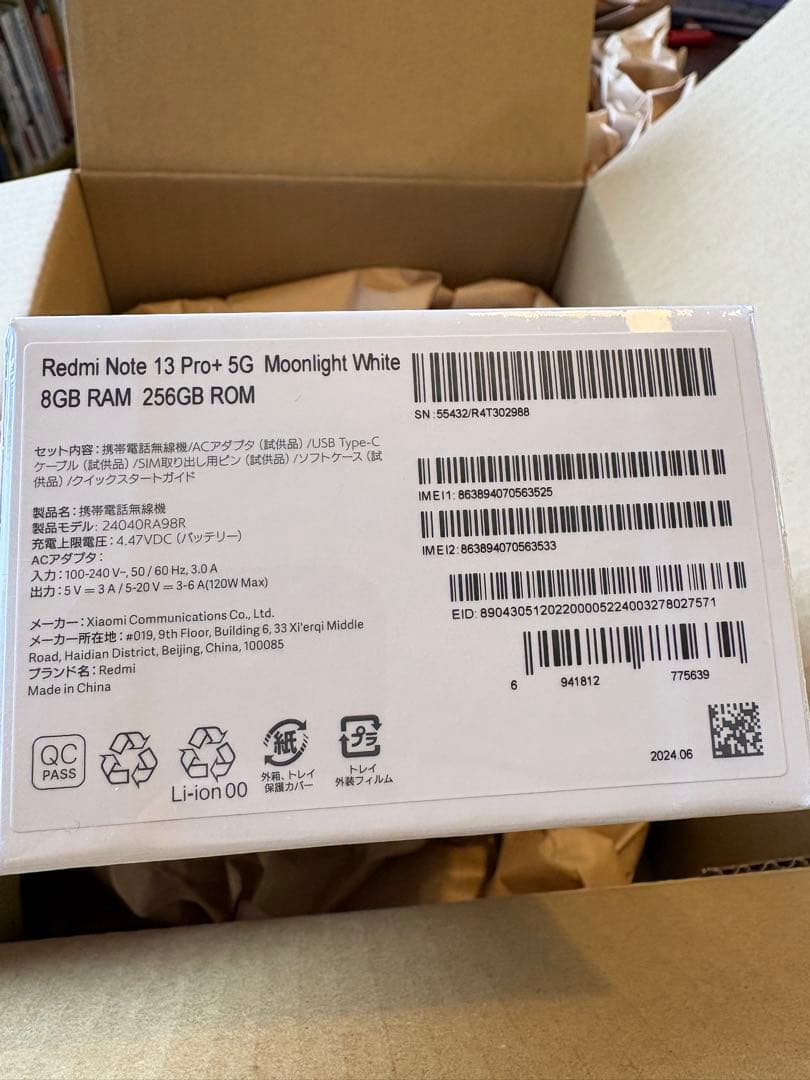 Redmi Note 13 Pro+ 5G Moonlight White
8GB RAM 256GB ROM
SN:55432/R4T302988
セット内容:携帯電話無線機/ACアダプタ(試供品)/USB Type-C
ケーブル(試供品)/SIM取り出し用ピン(試供品)/ソフトケース(試
供品)/クイックスタートガイド
IMEI1:863894070563525
IMEI2:863894070563533
製品名:携帯電話無線機
製品モデル:24040RA98R
充電上限電圧:4.47VDC(バッテリー)
ACアダプタ:
入力:100-240 V~, 50 / 60 Hz, 3.0 A
出力:5 V ⎓ 3 A / 5-20 V ⎓ 3-6 A(120W Max)
EID: 89043051202200005224003278027571
メーカー:Xiaomi Communications Co., Ltd.
メーカー所在地:#019, 9th Floor, Building 6, 33 Xi'erqi Middle
Road, Haidian District, Beijing, China, 100085
ブランド名:Redmi
Made in China
6 941812 775639
QC
PASS
Li-ion 00
紙
外箱、トレイ
保護カバー
プラ
トレイ
外装フィルム
2024.06